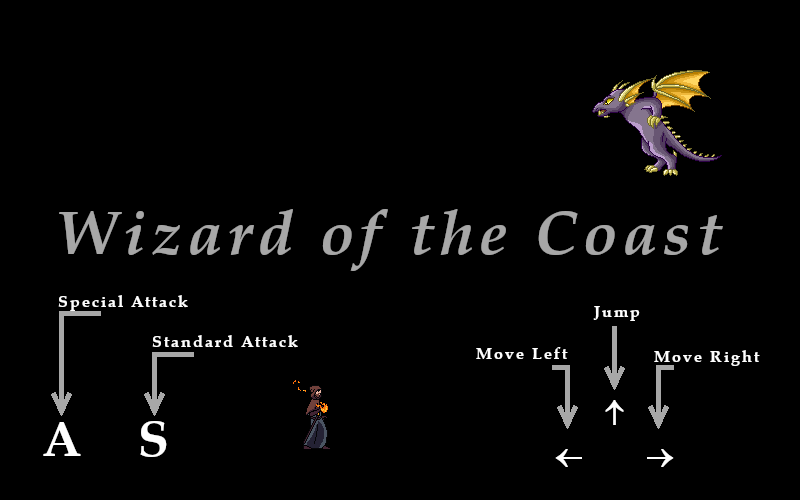 Wizard of the Coast
Special Attack
Standard Attack
A
S
Jump
Move Left
Move Right
↑
← →